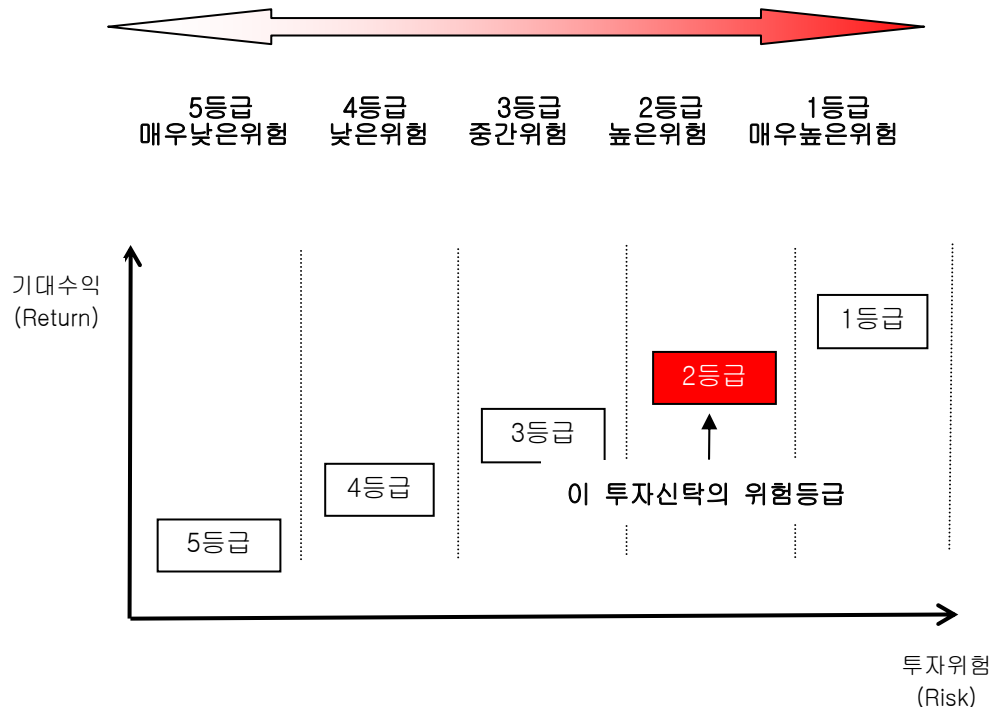 5등급 4등급 3등급 2등급 1등급
매우낮은위험 낮은위험 중간위험 높은위험 매우높은위험
기대수익
(Return)
1등급
2등급
3등급
4등급
이 투자신탁의 위험등급
5등급
투자위험
(Risk)